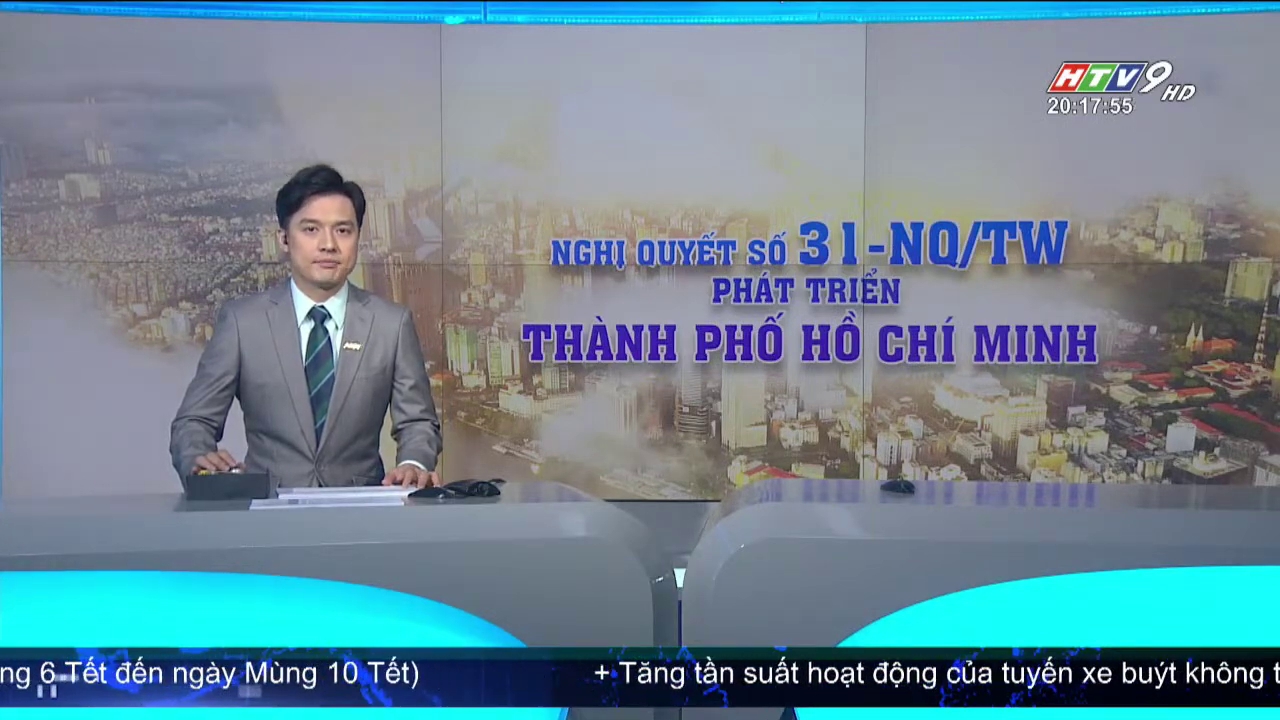 HTV9 HD
20:17:55
NGHỊ QUYẾT SỐ 31-NQ/TW
PHÁT TRIỂN
THÀNH PHỐ HỒ CHÍ MINH
ng 6 Tết đến ngày Mùng 10 Tết)
+ Tăng tần suất hoạt động của tuyến xe buýt không t